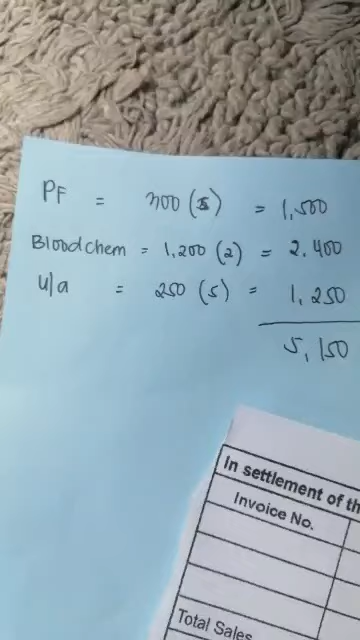 PF = 300 (5) = 1,500
Bloodchem = 1,200 (2) = 2,400
u/a = 250 (5) = 1,250
5,150
In settlement of th
Invoice No.
Total Sales